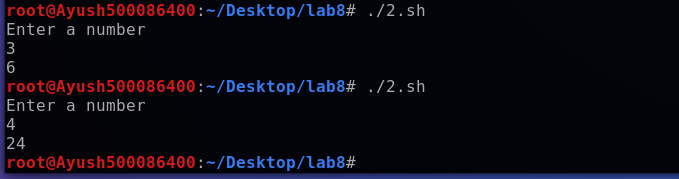 root@Ayush500086400:~/Desktop/lab8# ./2.sh
Enter a number
3
6
root@Ayush500086400:~/Desktop/lab8# ./2.sh
Enter a number
4
24
root@Ayush500086400:~/Desktop/lab8#